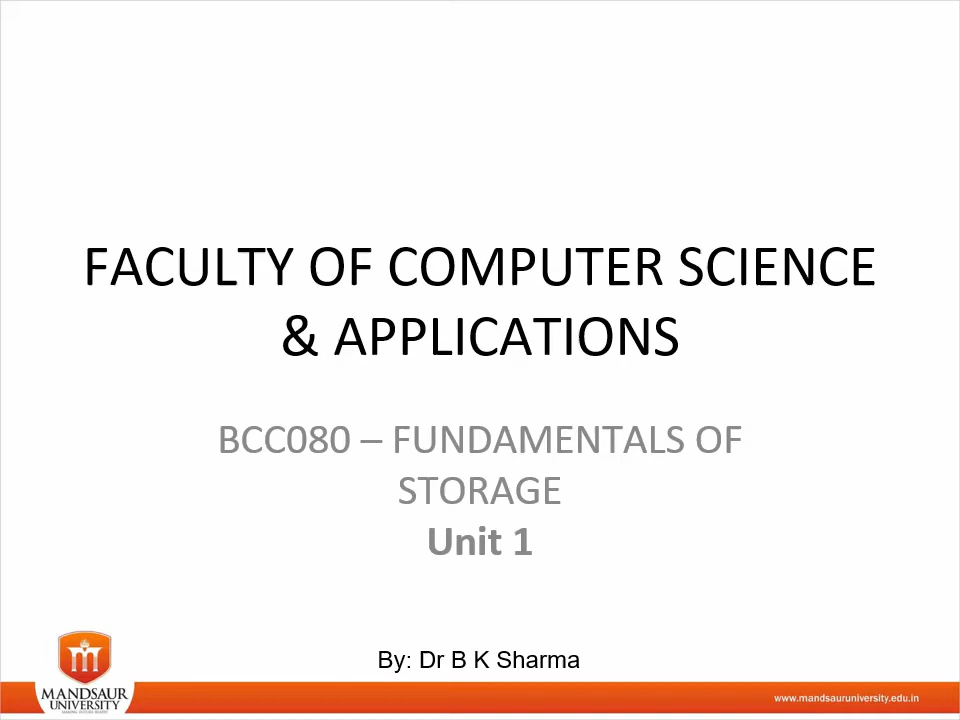 FACULTY OF COMPUTER SCIENCE
& APPLICATIONS
BCC080 – FUNDAMENTALS OF
STORAGE
Unit 1
By: Dr B K Sharma
MANDSAUR
UNIVERSITY
www.mandsauruniversity.edu.in